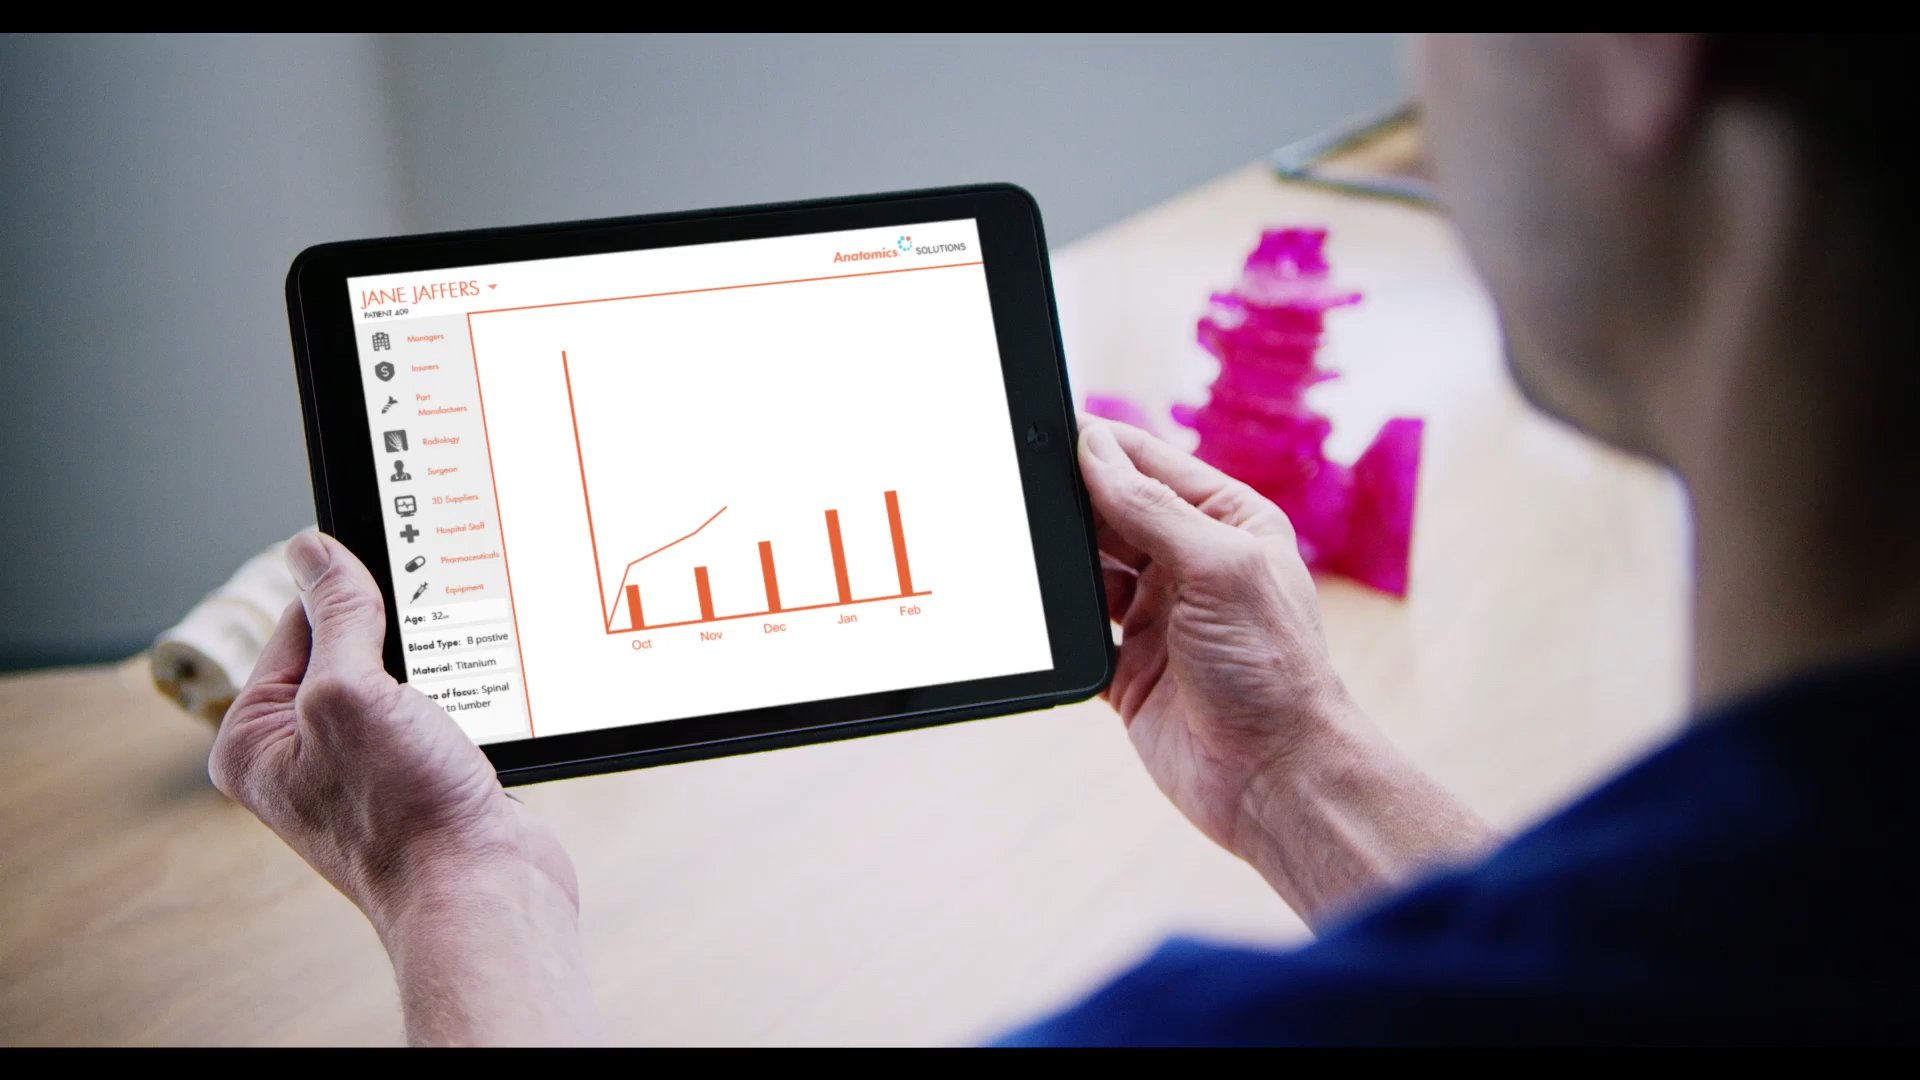 JANE JAFFERS
PATIENT 409
Anatomics SOLUTIONS
Managers
Insurers
Part
Manufactuers
Radiology
Surgeon
3D Suppliers
Hospital Staff
Pharmaceuticals
Equipment
Age: 32
Blood Type: B postive
Material: Titanium
of focus: Spinal
to lumber
Oct
Nov
Dec
Jan
Feb